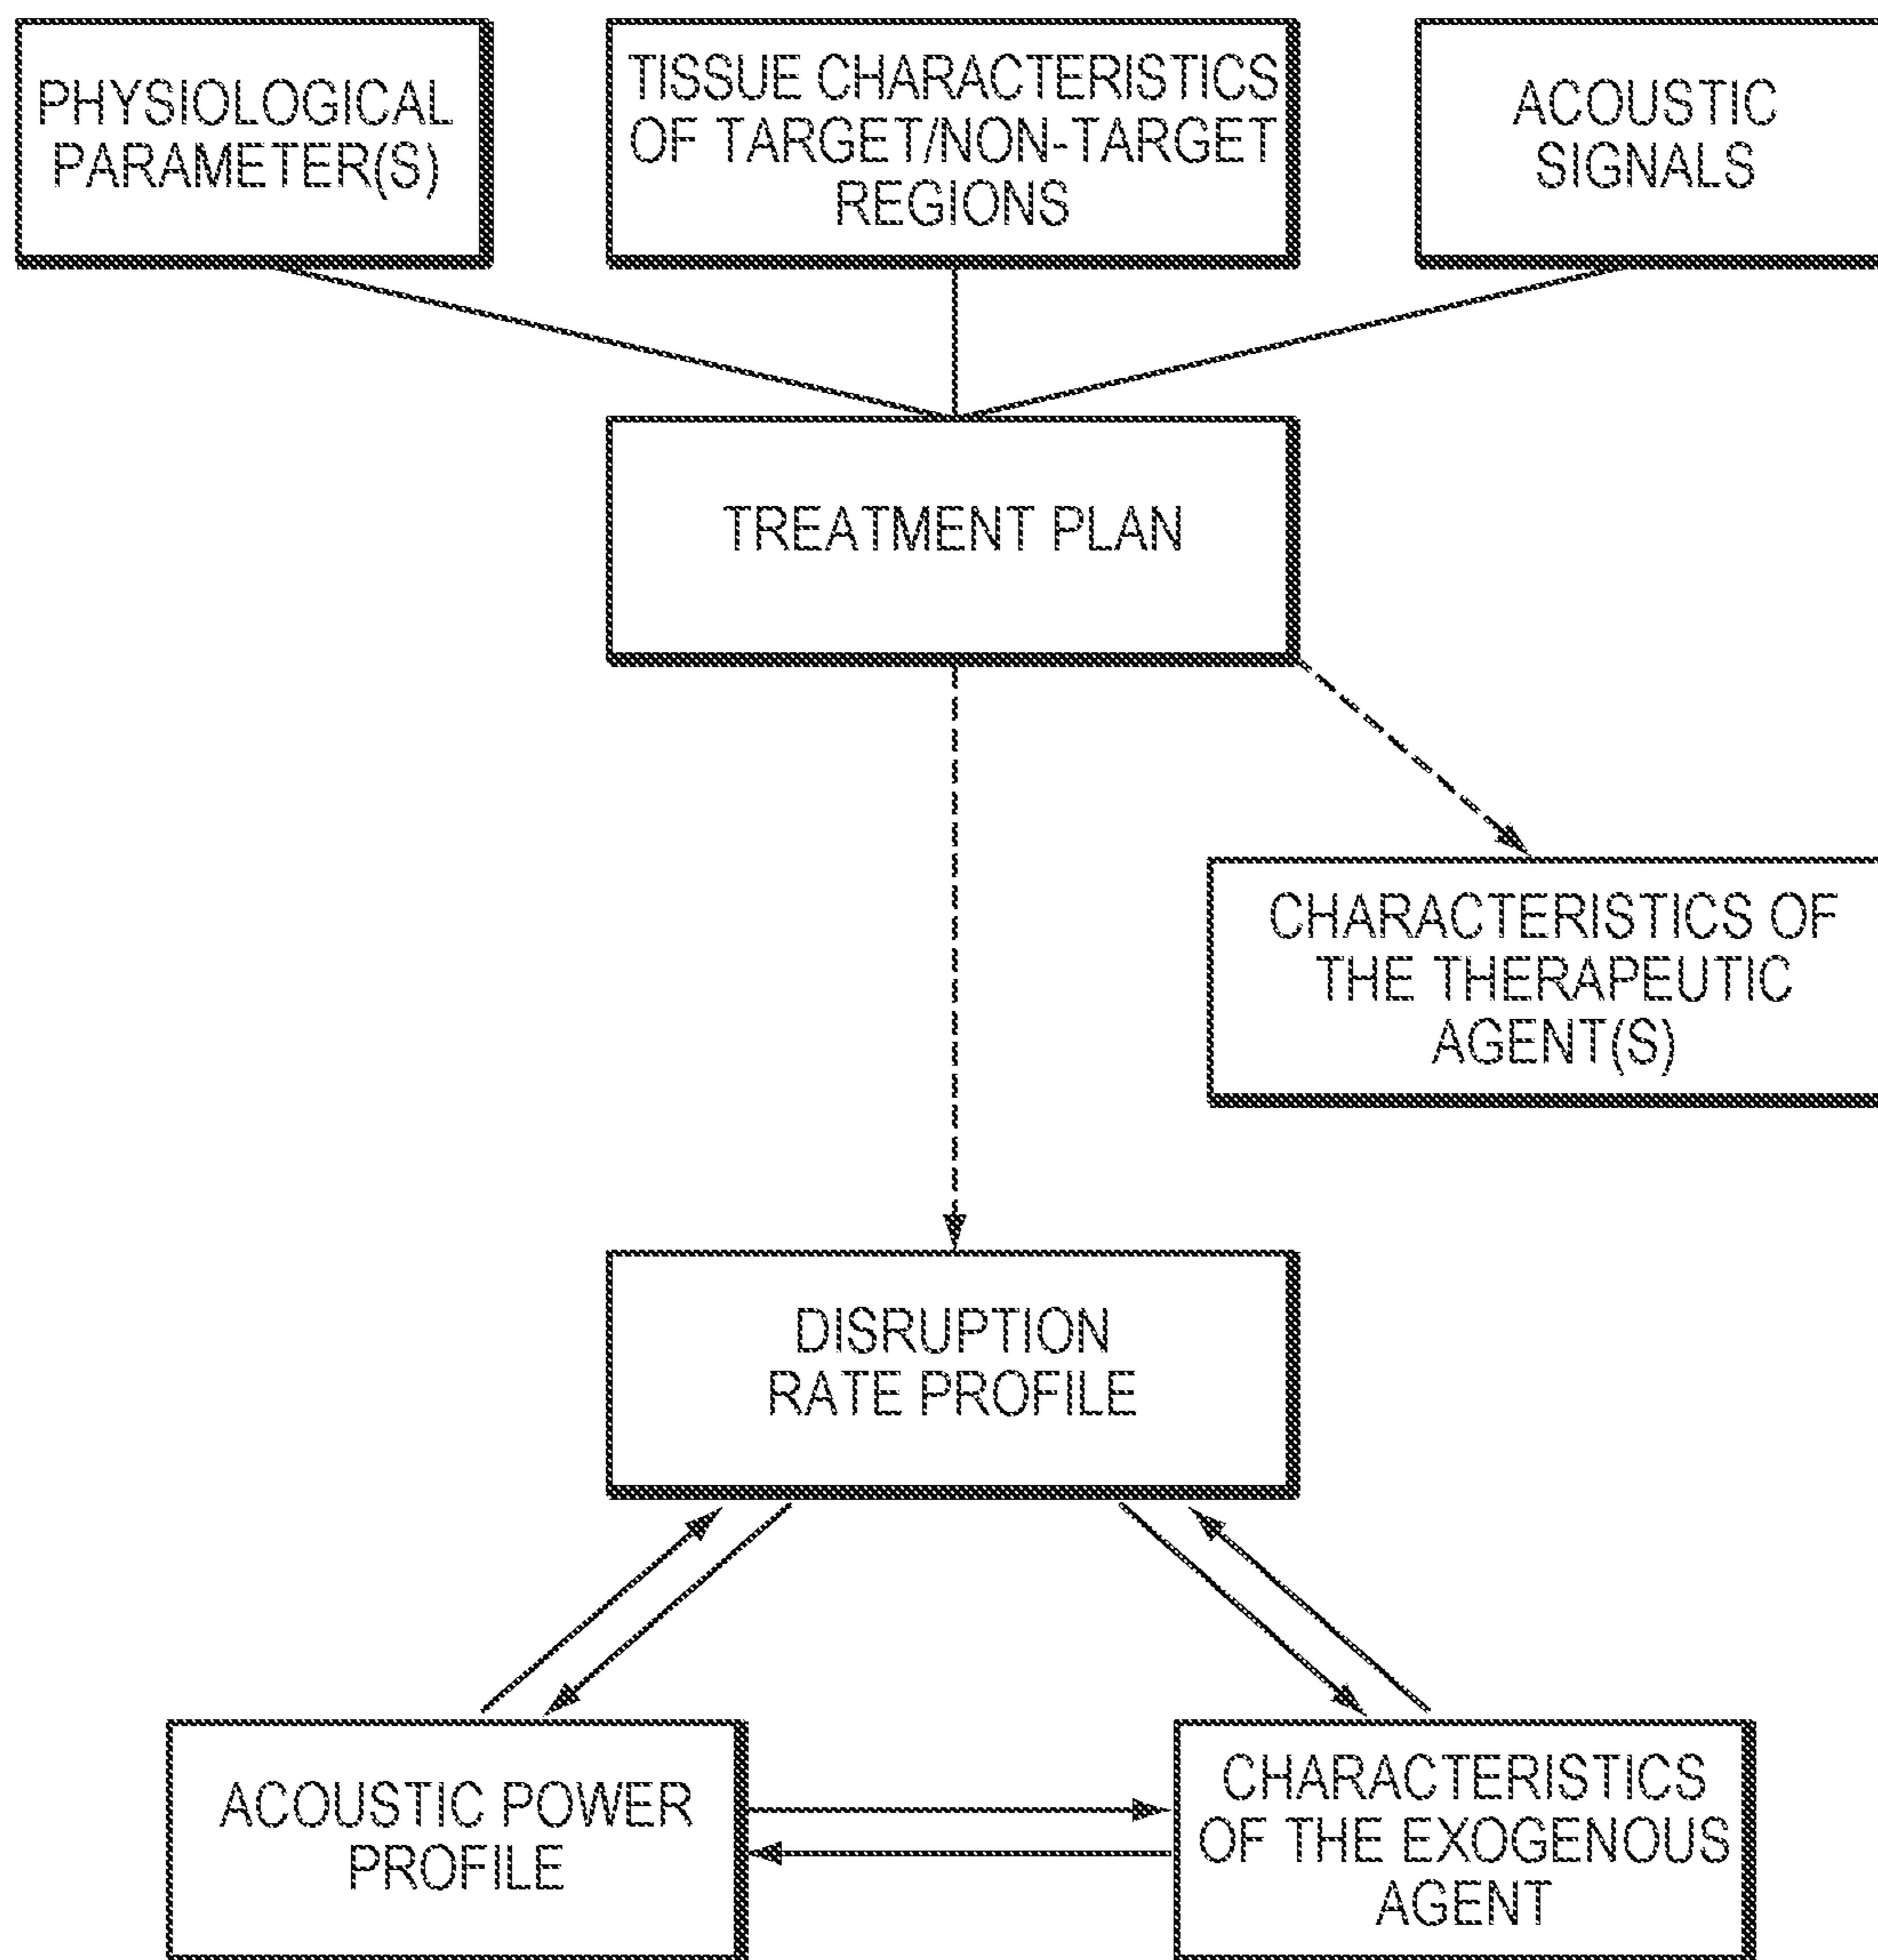 PHYSIOLOGICAL
PARAMETER(S)
TISSUE CHARACTERISTICS
OF TARGET/NON-TARGET
REGIONS
ACOUSTIC
SIGNALS
TREATMENT PLAN
CHARACTERISTICS OF
THE THERAPEUTIC
AGENT(S)
DISRUPTION
RATE PROFILE
ACOUSTIC POWER
PROFILE
CHARACTERISTICS
OF THE EXOGENOUS
AGENT